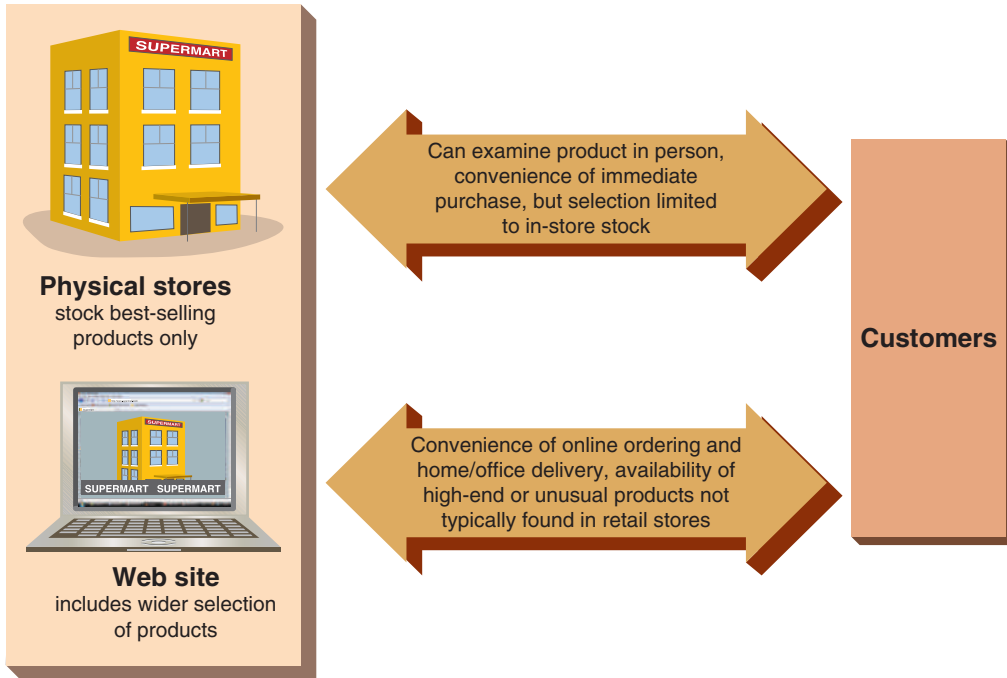 SUPERMART
Physical stores
stock best-selling
products only
SUPERMART
SUPERMART SUPERMART
Web site
includes wider selection
of products
Can examine product in person,
convenience of immediate
purchase, but selection limited
to in-store stock
Convenience of online ordering and
home/office delivery, availability of
high-end or unusual products not
typically found in retail stores
Customers